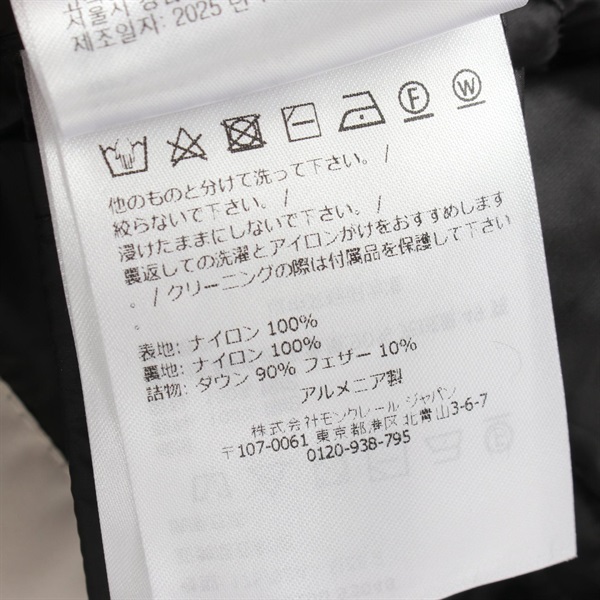 제조일자: 2025 년
F W
他のものと分けて洗って下さい。/
絞らないで下さい。/
浸けたままにしないで下さい。/
裏返しての洗濯とアイロンがけをおすすめします
。/クリーニングの際は付属品を保護して下さい
。
表地: ナイロン 100%
裏地: ナイロン 100%
詰物: ダウン 90% フェザー 10%
アルメニア製
株式会社モンクレール ジャパン
〒107-0061 東京都港区北青山3-6-7
0120-938-795